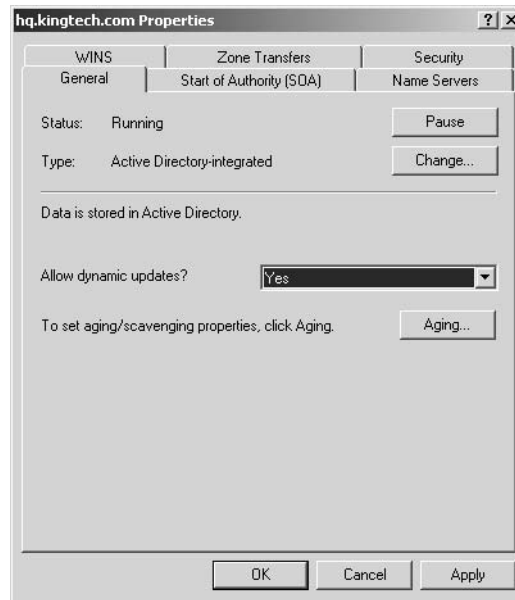 hq.kingtech.com Properties
WINS Zone Transfers Security
General Start of Authority (SOA) Name Servers
Status: Running Pause
Type: Active Directory-integrated Change...
Data is stored in Active Directory.
Allow dynamic updates? Yes
To set aging/scavenging properties, click Aging. Aging...
OK Cancel Apply